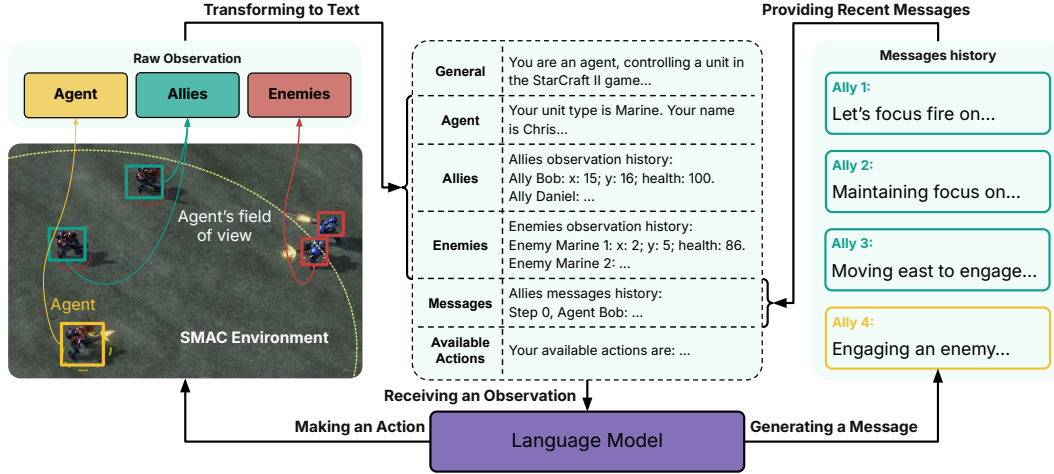 Transforming to Text
Providing Recent Messages
Raw Observation
Agent
Allies
Enemies
Agent's field
of view
Agent
SMAC Environment
General
You are an agent, controlling a unit in
the StarCraft II game...
Agent
Your unit type is Marine. Your name
is Chris...
Allies
Allies observation history:
Ally Bob: x: 15; y: 16; health: 100.
Ally Daniel: ...
Enemies
Enemies observation history:
Enemy Marine 1: x: 2; y: 5; health: 86.
Enemy Marine 2: ...
Messages
Allies messages history:
Step 0, Agent Bob: ...
Available
Actions
Your available actions are: ...
Messages history
Ally 1:
Let's focus fire on...
Ally 2:
Maintaining focus on...
Ally 3:
Moving east to engage...
Ally 4:
Engaging an enemy...
Receiving an Observation
Making an Action
Language Model
Generating a Message